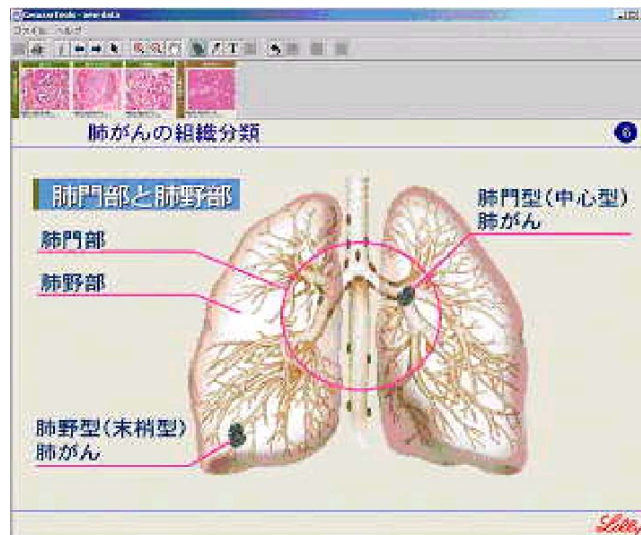 ファイル ヘルプ
肺がんの組織分類
6
肺門部と肺野部
肺門部
肺野部
肺門型(中心型)
肺がん
肺野型(末梢型)
肺がん
Lilly